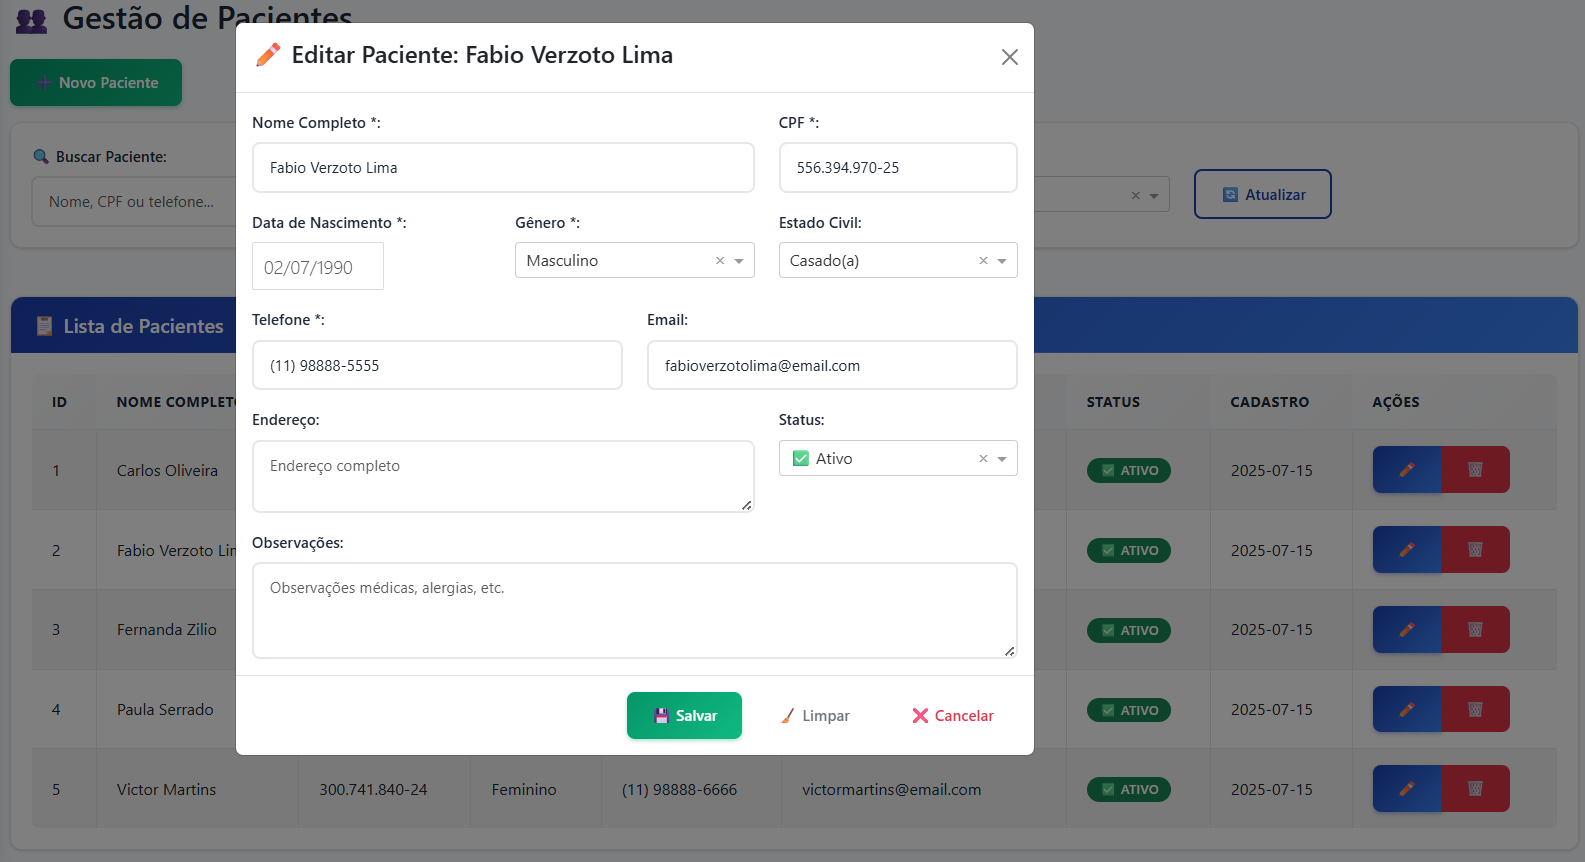 Gestão de Pacientes
Novo Paciente
Buscar Paciente:
Nome, CPF ou telefone...
Atualizar
Editar Paciente: Fabio Verzoto Lima
Nome Completo *:
CPF *:
Fabio Verzoto Lima
556.394.970-25
Data de Nascimento *:
Gênero *:
Estado Civil:
02/07/1990
Masculino
Casado(a)
Telefone *:
Email:
(11) 98888-5555
fabioverzotolima@email.com
Endereço:
Status:
Endereço completo
Ativo
Observações:
Observações médicas, alergias, etc.
Salvar
Limpar
Cancelar
Lista de Pacientes
ID NOME COMPLETO STATUS CADASTRO AÇÕES
1 Carlos Oliveira ATIVO 2025-07-15
2 Fabio Verzoto ATIVO 2025-07-15
3 Fernanda Zilio ATIVO 2025-07-15
4 Paula Serrado ATIVO 2025-07-15
5 Victor Martins 300.741.840-24 Feminino (11) 98888-6666 victormartins@email.com ATIVO 2025-07-15